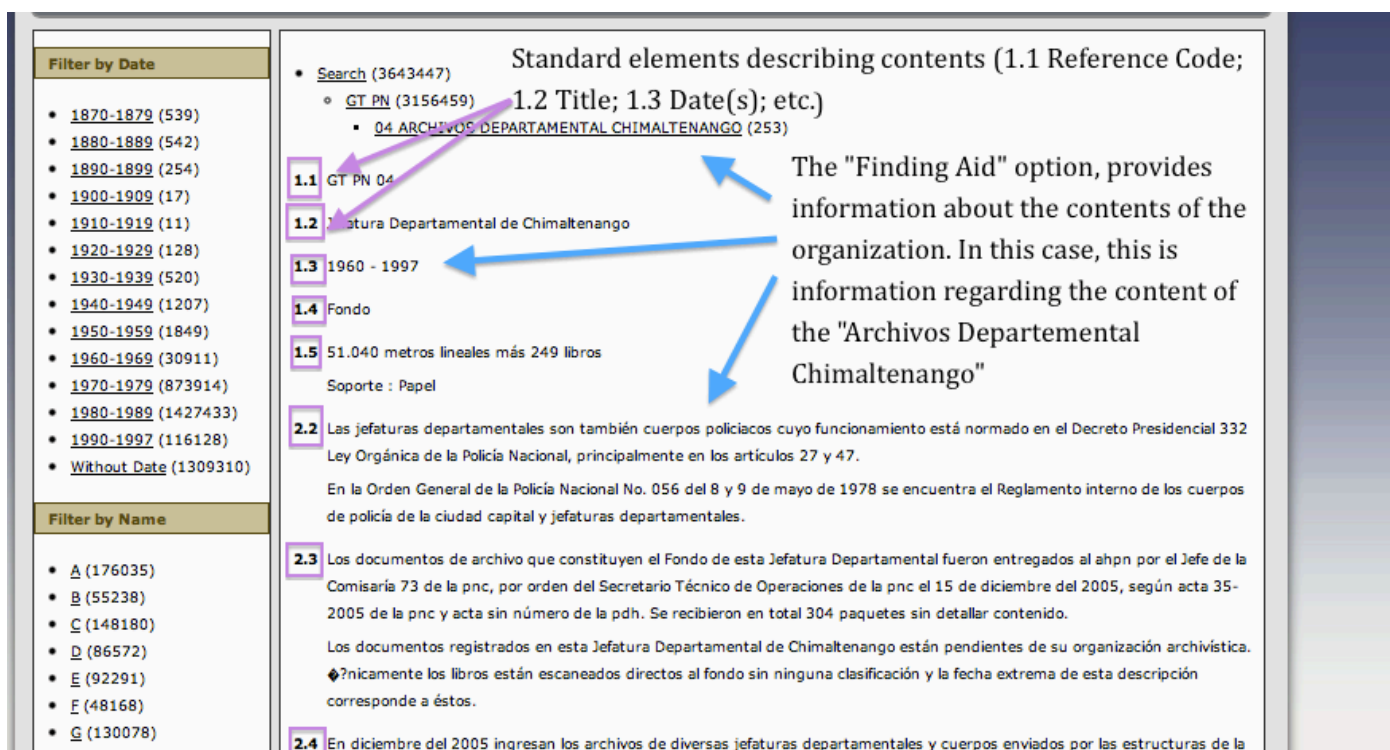 Filter by Date
1870-1879 (539)
1880-1889 (542)
1890-1899 (254)
1900-1909 (17)
1910-1919 (11)
1920-1929 (128)
1930-1939 (520)
1940-1949 (1207)
1950-1959 (1849)
1960-1969 (30911)
1970-1979 (873914)
1980-1989 (1427433)
1990-1997 (116128)
Without Date (1309310)
Filter by Name
A (176035)
B (55238)
C (148180)
D (86572)
E (92291)
F (48168)
G (130078)
Standard elements describing contents (1.1 Reference Code;
1.2 Title; 1.3 Date(s); etc.)
Search (3643447)
GT PN (3156459)
04 ARCHIVOS DEPARTAMENTAL CHIMALTENANGO (253)
The "Finding Aid" option, provides
information about the contents of the
organization. In this case, this is
information regarding the content of
the "Archivos Departemental
Chimaltenango"
1.1 GT PN 04
1.2 Jefatura Departamental de Chimaltenango
1.3 1960 - 1997
1.4 Fondo
1.5 51.040 metros lineales más 249 libros
Soporte : Papel
2.2 Las jefaturas departamentales son también cuerpos policiacos cuyo funcionamiento está normado en el Decreto Presidencial 332
Ley Orgánica de la Policía Nacional, principalmente en los artículos 27 y 47.
En la Orden General de la Policía Nacional No. 056 del 8 y 9 de mayo de 1978 se encuentra el Reglamento interno de los cuerpos
de policía de la ciudad capital y jefaturas departamentales.
2.3 Los documentos de archivo que constituyen el Fondo de esta Jefatura Departamental fueron entregados al ahpn por el Jefe de la
Comisaría 73 de la pnc, por orden del Secretario Técnico de Operaciones de la pnc el 15 de diciembre del 2005, según acta 35-
2005 de la pnc y acta sin número de la pdh. Se recibieron en total 304 paquetes sin detallar contenido.
Los documentos registrados en esta Jefatura Departamental de Chimaltenango están pendientes de su organización archivística.
�?nicamente los libros están escaneados directos al fondo sin ninguna clasificación y la fecha extrema de esta descripción
corresponde a éstos.
2.4 En diciembre del 2005 ingresan los archivos de diversas jefaturas departamentales y cuerpos enviados por las estructuras de la